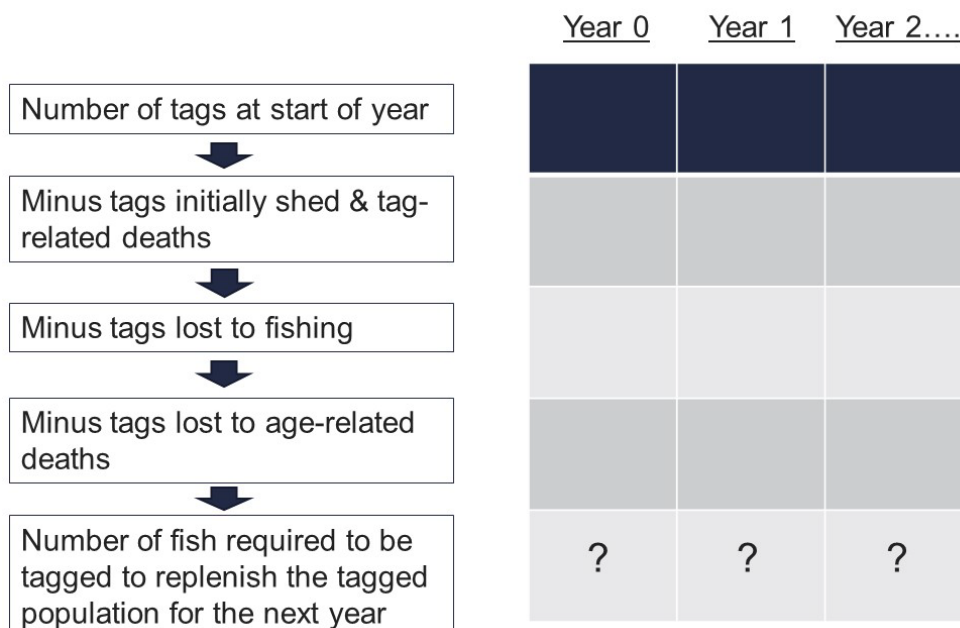 Year 0 Year 1 Year 2....
Number of tags at start of year
Minus tags initially shed & tag-
related deaths
Minus tags lost to fishing
Minus tags lost to age-related
deaths
Number of fish required to be
tagged to replenish the tagged
population for the next year
? ? ?